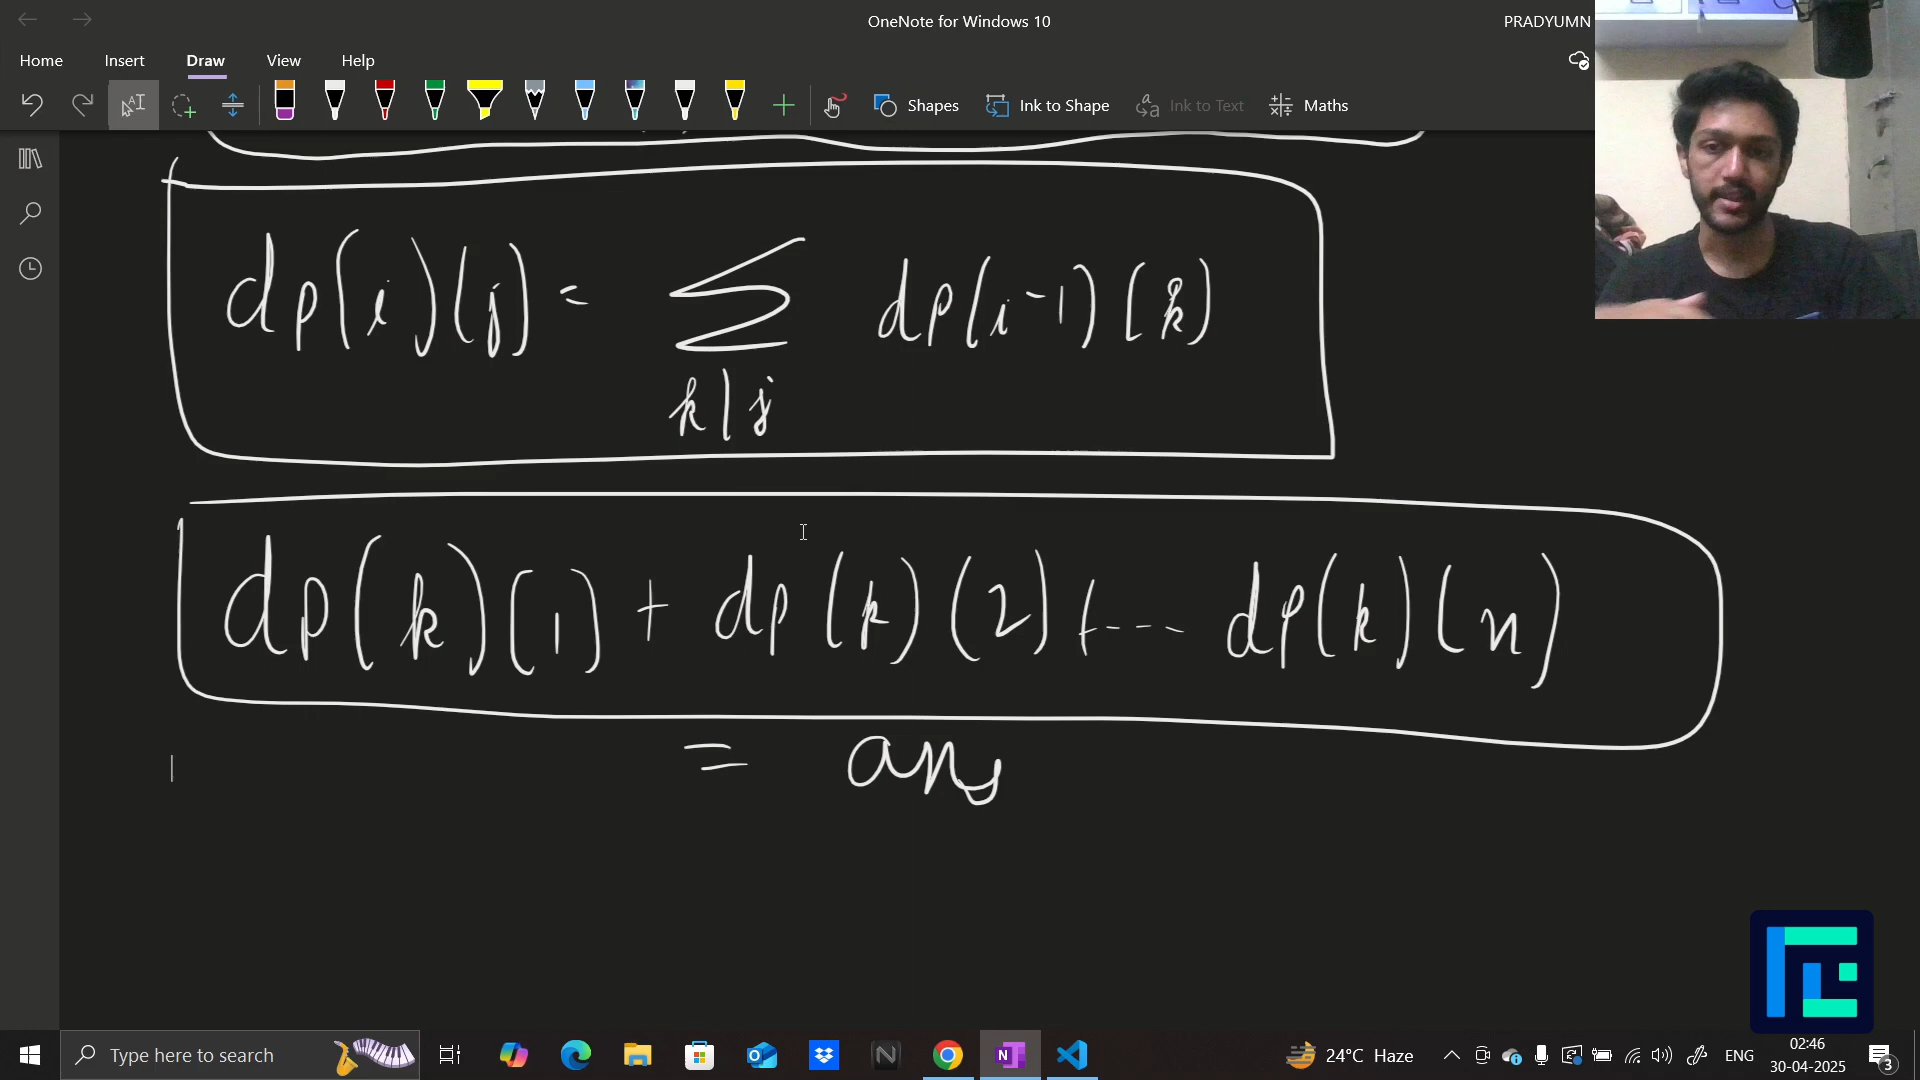 OneNote for Windows 10
PRADYUMN
Home Insert Draw View Help
Shapes Ink to Shape Ink to Text Maths
dp(i)(j) = ∑ dp(i-1)(k)
k|j
dp(k)(1) + dp(k)(2) + --- dp(k)(n)
= ans
Type here to search
24°C Haze
ENG
02:46
30-04-2025
3